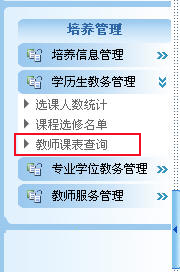 培养管理
培养信息管理
学历生教务管理
选课人数统计
课程选修名单
教师课表查询
专业学位教务管理
教师服务管理